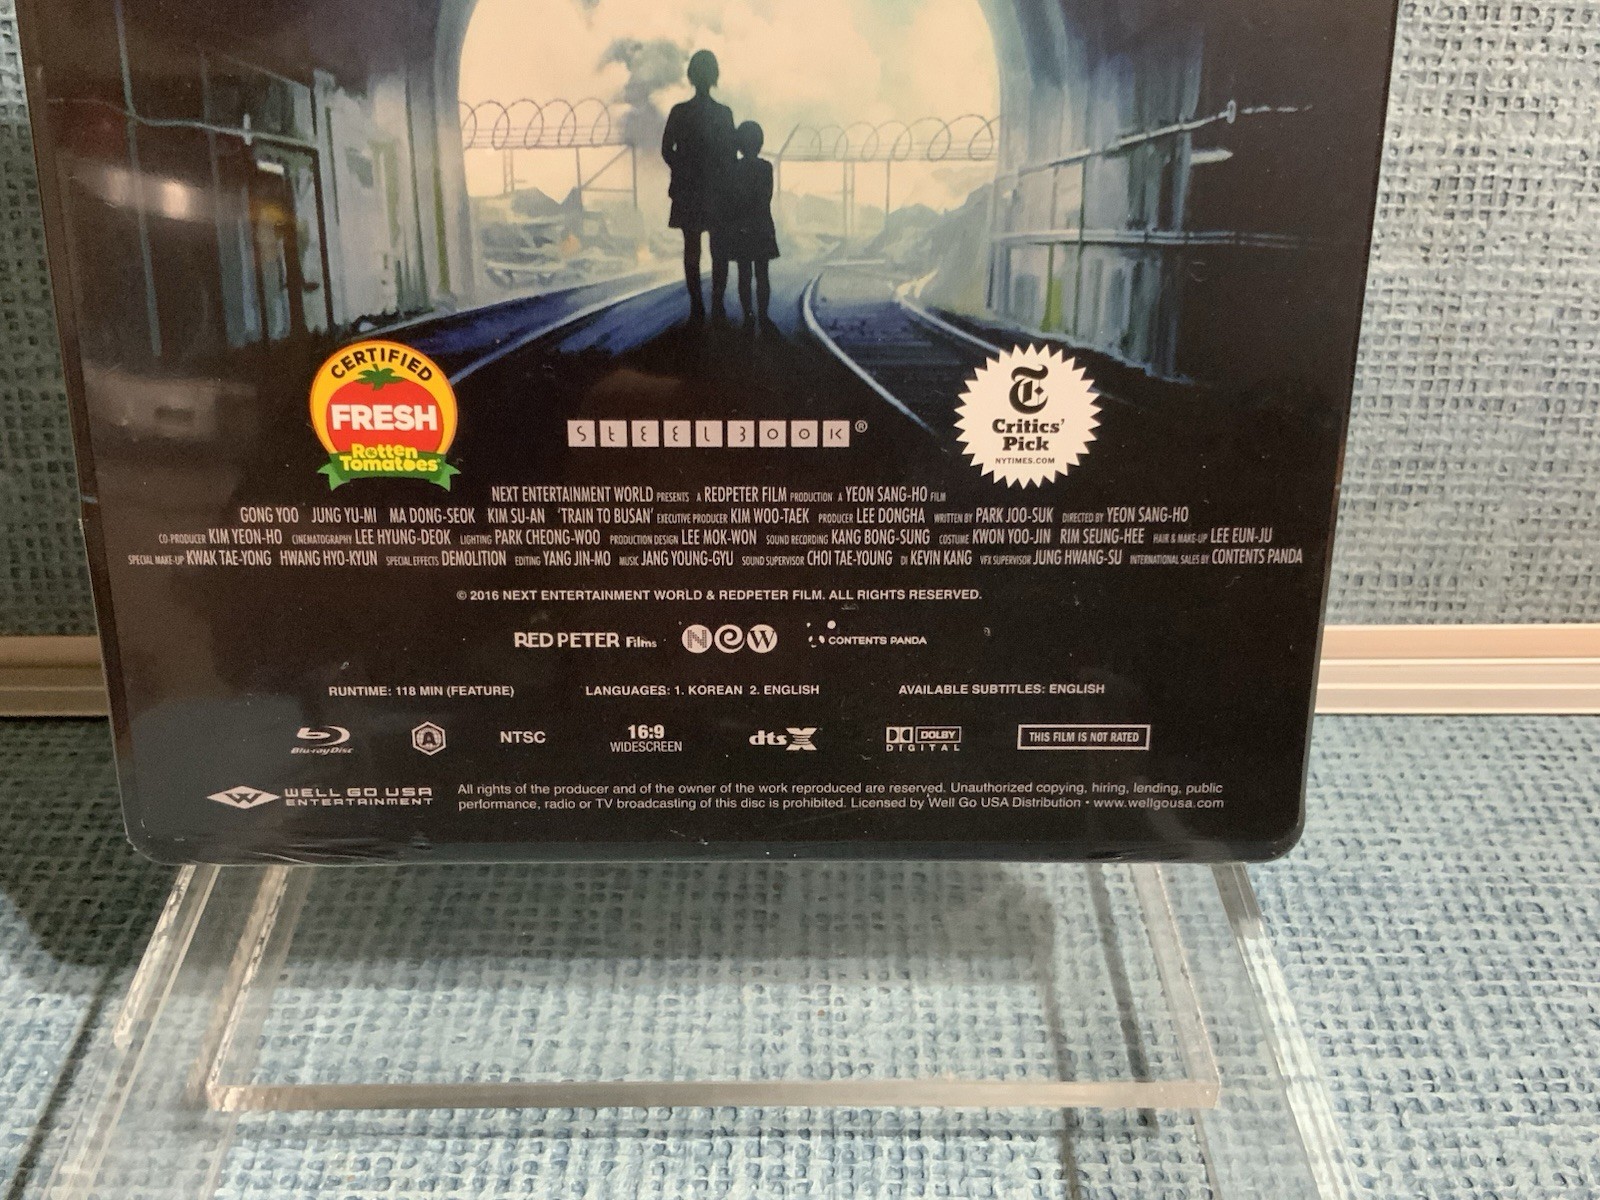 CERTIFIED
FRESH
Rotten
Tomatoes
STEELBOOK®
T
Critics'
Pick
NYTIMES.COM
NEXT ENTERTAINMENT WORLD PRESENTS A REDPETER FILM PRODUCTION A YEON SANG-HO FILM
GONG YOO JUNG YU-MI MA DONG-SEOK KIM SU-AN 'TRAIN TO BUSAN' EXECUTIVE PRODUCER KIM WOO-TAEK PRODUCER LEE DONGHA WRITTEN BY PARK JOO-SUK DIRECTED BY YEON SANG-HO
CO-PRODUCER KIM YEON-HO CINEMATOGRAPHY LEE HYUNG-DEOK LIGHTING PARK CHEONG-WOO PRODUCTION DESIGN LEE MOK-WON SOUND RECORDING KANG BONG-SUNG COSTUME KWON YOO-JIN RIM SEUNG-HEE HAIR & MAKE-UP LEE EUN-JU
SPECIAL MAKE-UP KWAK TAE-YONG HWANG HYO-KYUN SPECIAL EFFECTS DEMOLITION EDITING YANG JIN-MO MUSIC JANG YOUNG-GYU SOUND SUPERVISOR CHOI TAE-YOUNG DI KEVIN KANG VFX SUPERVISOR JUNG HWANG-SU INTERNATIONAL SALES BY CONTENTS PANDA
© 2016 NEXT ENTERTAINMENT WORLD & REDPETER FILM. ALL RIGHTS RESERVED.
RED PETER Films NeW CONTENTS PANDA
RUNTIME: 118 MIN (FEATURE) LANGUAGES: 1. KOREAN 2. ENGLISH AVAILABLE SUBTITLES: ENGLISH
Blu-ray Disc A NTSC 16:9 WIDESCREEN dts X DOLBY DIGITAL THIS FILM IS NOT RATED
WELL GO USA ENTERTAINMENT
All rights of the producer and of the owner of the work reproduced are reserved. Unauthorized copying, hiring, lending, public
performance, radio or TV broadcasting of this disc is prohibited. Licensed by Well Go USA Distribution • www.wellgousa.com